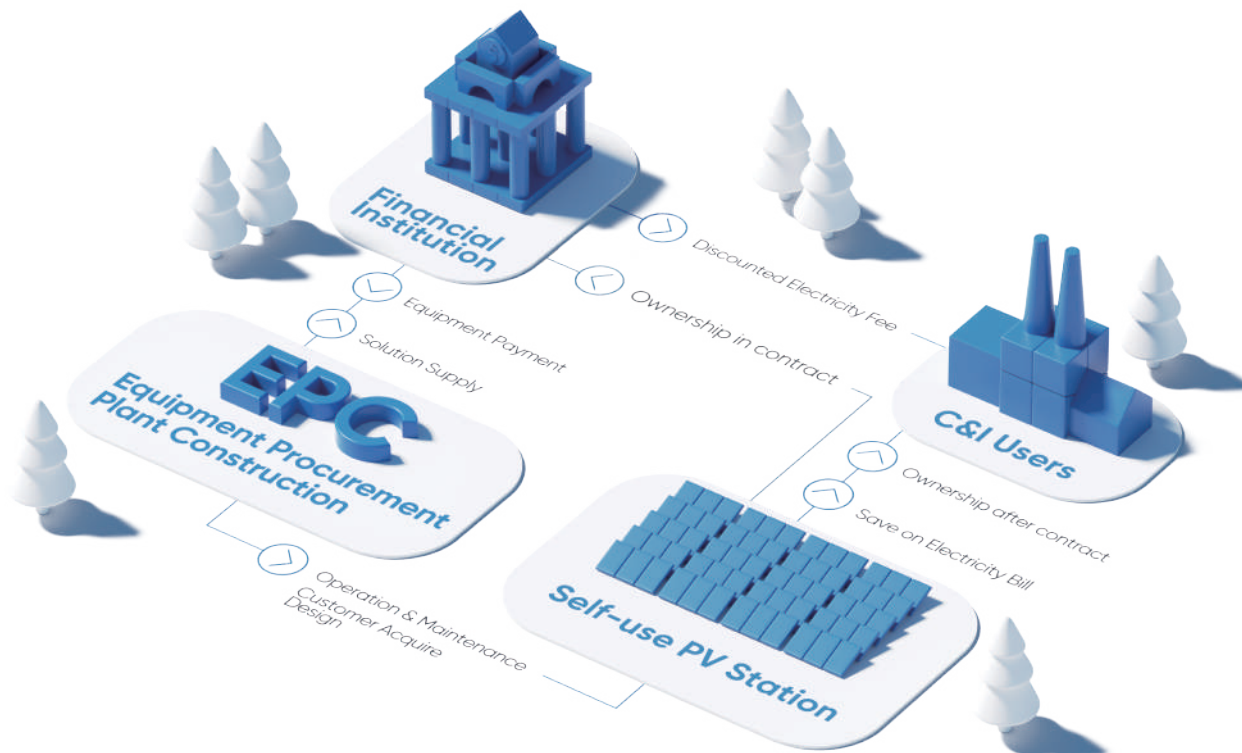 Financial
Institution
Discounted Electricity Fee
Ownership in contract
Equipment Payment
Solution Supply
EPC
Equipment Procurement
Plant Construction
C&I Users
Ownership after contract
Save on Electricity Bill
Operation & Maintenance
Customer Acquire
Design
Self-use PV Station